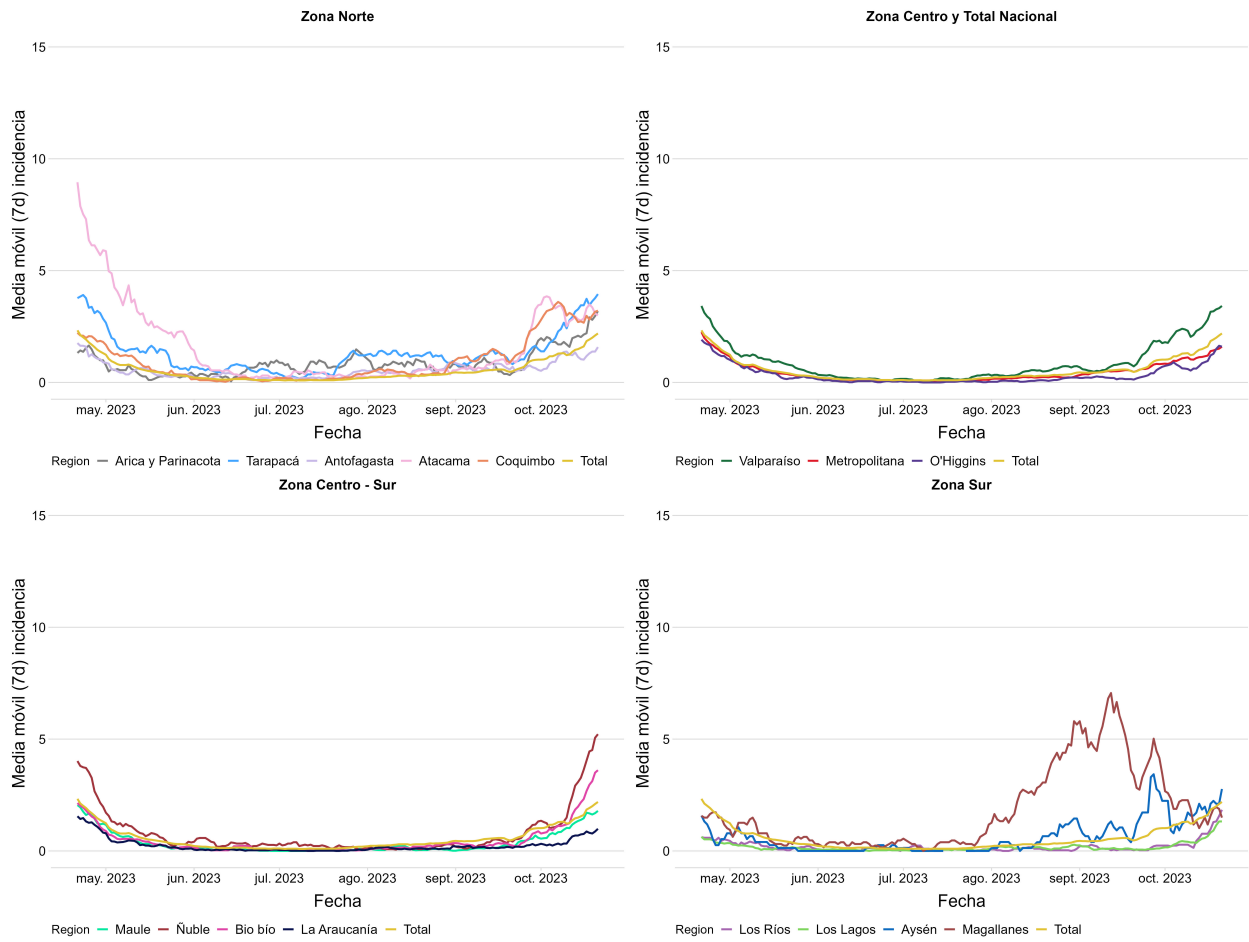 Zona Norte
15
10
5
0
Media móvil (7d) incidencia
may. 2023 jun. 2023 jul. 2023 ago. 2023 sept. 2023 oct. 2023
Fecha
Region Arica y Parinacota Tarapacá Antofagasta Atacama Coquimbo Total
Zona Centro y Total Nacional
15
10
5
0
Media móvil (7d) incidencia
may. 2023 jun. 2023 jul. 2023 ago. 2023 sept. 2023 oct. 2023
Fecha
Region Valparaíso Metropolitana O'Higgins Total
Zona Centro - Sur
15
10
5
0
Media móvil (7d) incidencia
may. 2023 jun. 2023 jul. 2023 ago. 2023 sept. 2023 oct. 2023
Fecha
Region Maule Ñuble Bio bío La Araucanía Total
Zona Sur
15
10
5
0
Media móvil (7d) incidencia
may. 2023 jun. 2023 jul. 2023 ago. 2023 sept. 2023 oct. 2023
Fecha
Region Los Ríos Los Lagos Aysén Magallanes Total